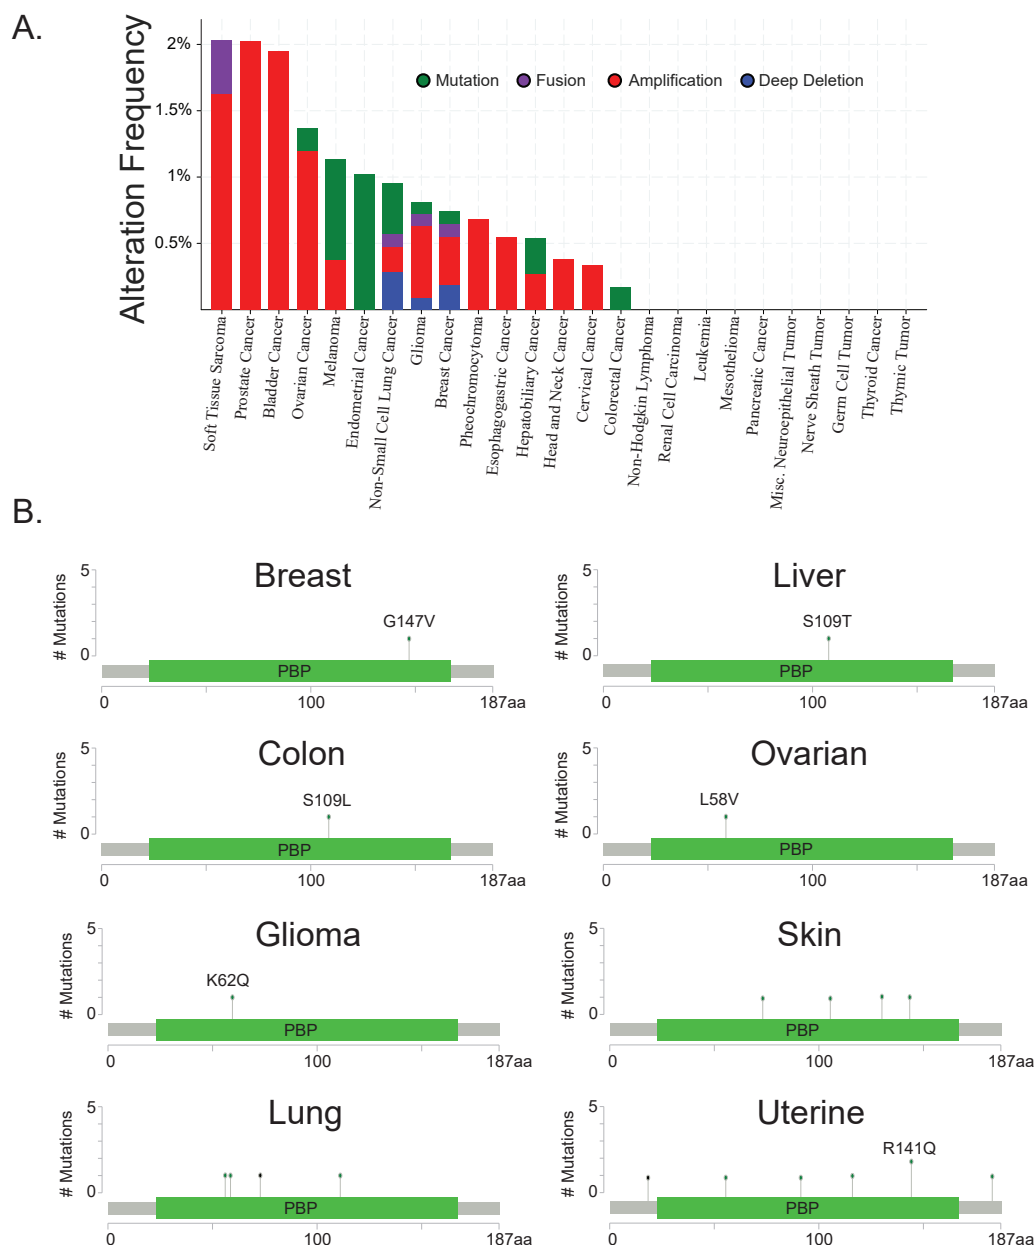 A.
Alteration Frequency
2%
1.5%
1%
0.5%
Mutation Fusion Amplification Deep Deletion
Soft Tissue Sarcoma
Prostate Cancer
Bladder Cancer
Ovarian Cancer
Melanoma
Endometrial Cancer
Non-Small Cell Lung Cancer
Glioma
Breast Cancer
Pheochromocytoma
Esophagogastric Cancer
Hepatobiliary Cancer
Head and Neck Cancer
Cervical Cancer
Colorectal Cancer
Non-Hodgkin Lymphoma
Renal Cell Carcinoma
Leukemia
Mesothelioma
Pancreatic Cancer
Misc. Neuroepithelial Tumor
Nerve Sheath Tumor
Germ Cell Tumor
Thyroid Cancer
Thymic Tumor
B.
Breast
# Mutations
5
0
G147V
PBP
0 100 187aa
Liver
# Mutations
5
0
S109T
PBP
0 100 187aa
Colon
# Mutations
5
0
S109L
PBP
0 100 187aa
Ovarian
# Mutations
5
0
L58V
PBP
0 100 187aa
Glioma
# Mutations
5
0
K62Q
PBP
0 100 187aa
Skin
# Mutations
5
0
PBP
0 100 187aa
Lung
# Mutations
5
0
PBP
0 100 187aa
Uterine
# Mutations
5
0
R141Q
PBP
0 100 187aa